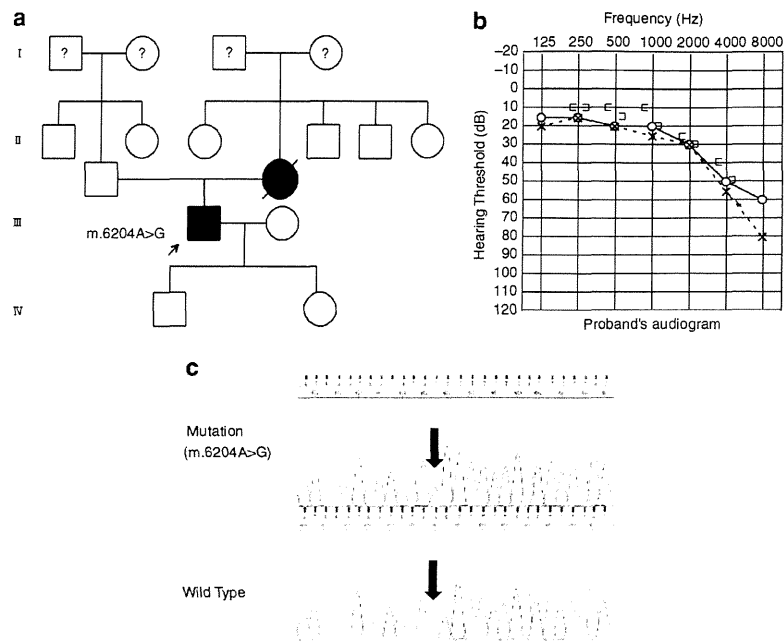 a
I
?
?
?
?
II
III
m.6204A>G
IV
b
Frequency (Hz)
125 250 500 1000 2000 4000 8000
-20
-10
0
10
20
30
40
50
60
70
80
90
100
110
120
Hearing Threshold (dB)
Proband's audiogram
c
Mutation
(m.6204A>G)
Wild Type